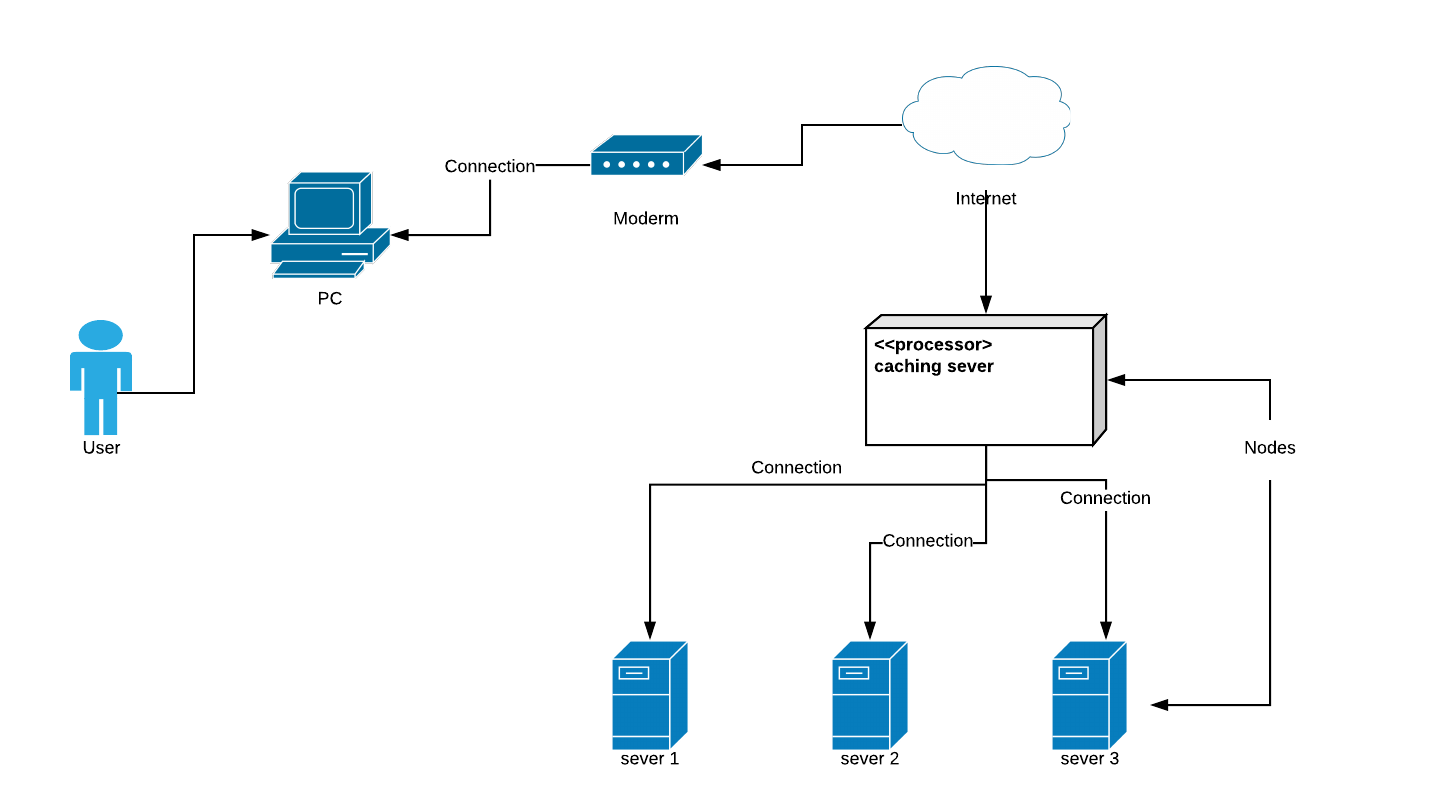 Connection
Moderm
Internet
PC
<<processor>
caching sever
User
Nodes
Connection
Connection
Connection
sever 1
sever 2
sever 3